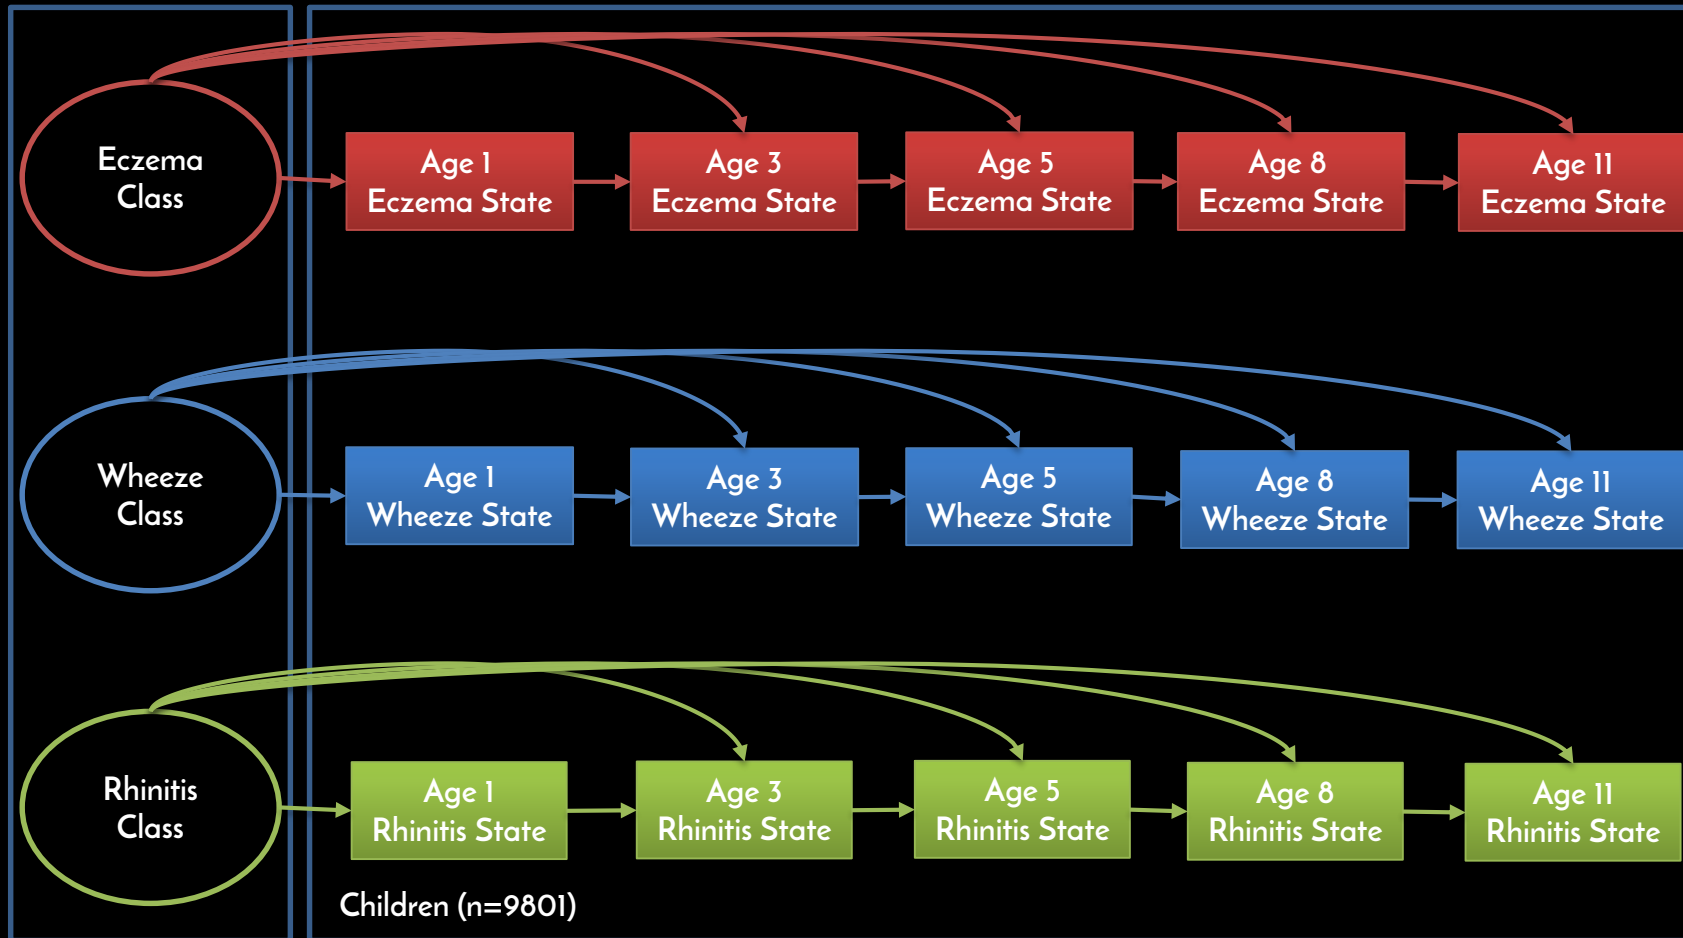 Eczema
Class
Age 1
Eczema State
Age 3
Eczema State
Age 5
Eczema State
Age 8
Eczema State
Age 11
Eczema State
Wheeze
Class
Age 1
Wheeze State
Age 3
Wheeze State
Age 5
Wheeze State
Age 8
Wheeze State
Age 11
Wheeze State
Rhinitis
Class
Age 1
Rhinitis State
Age 3
Rhinitis State
Age 5
Rhinitis State
Age 8
Rhinitis State
Age 11
Rhinitis State
Children (n=9801)